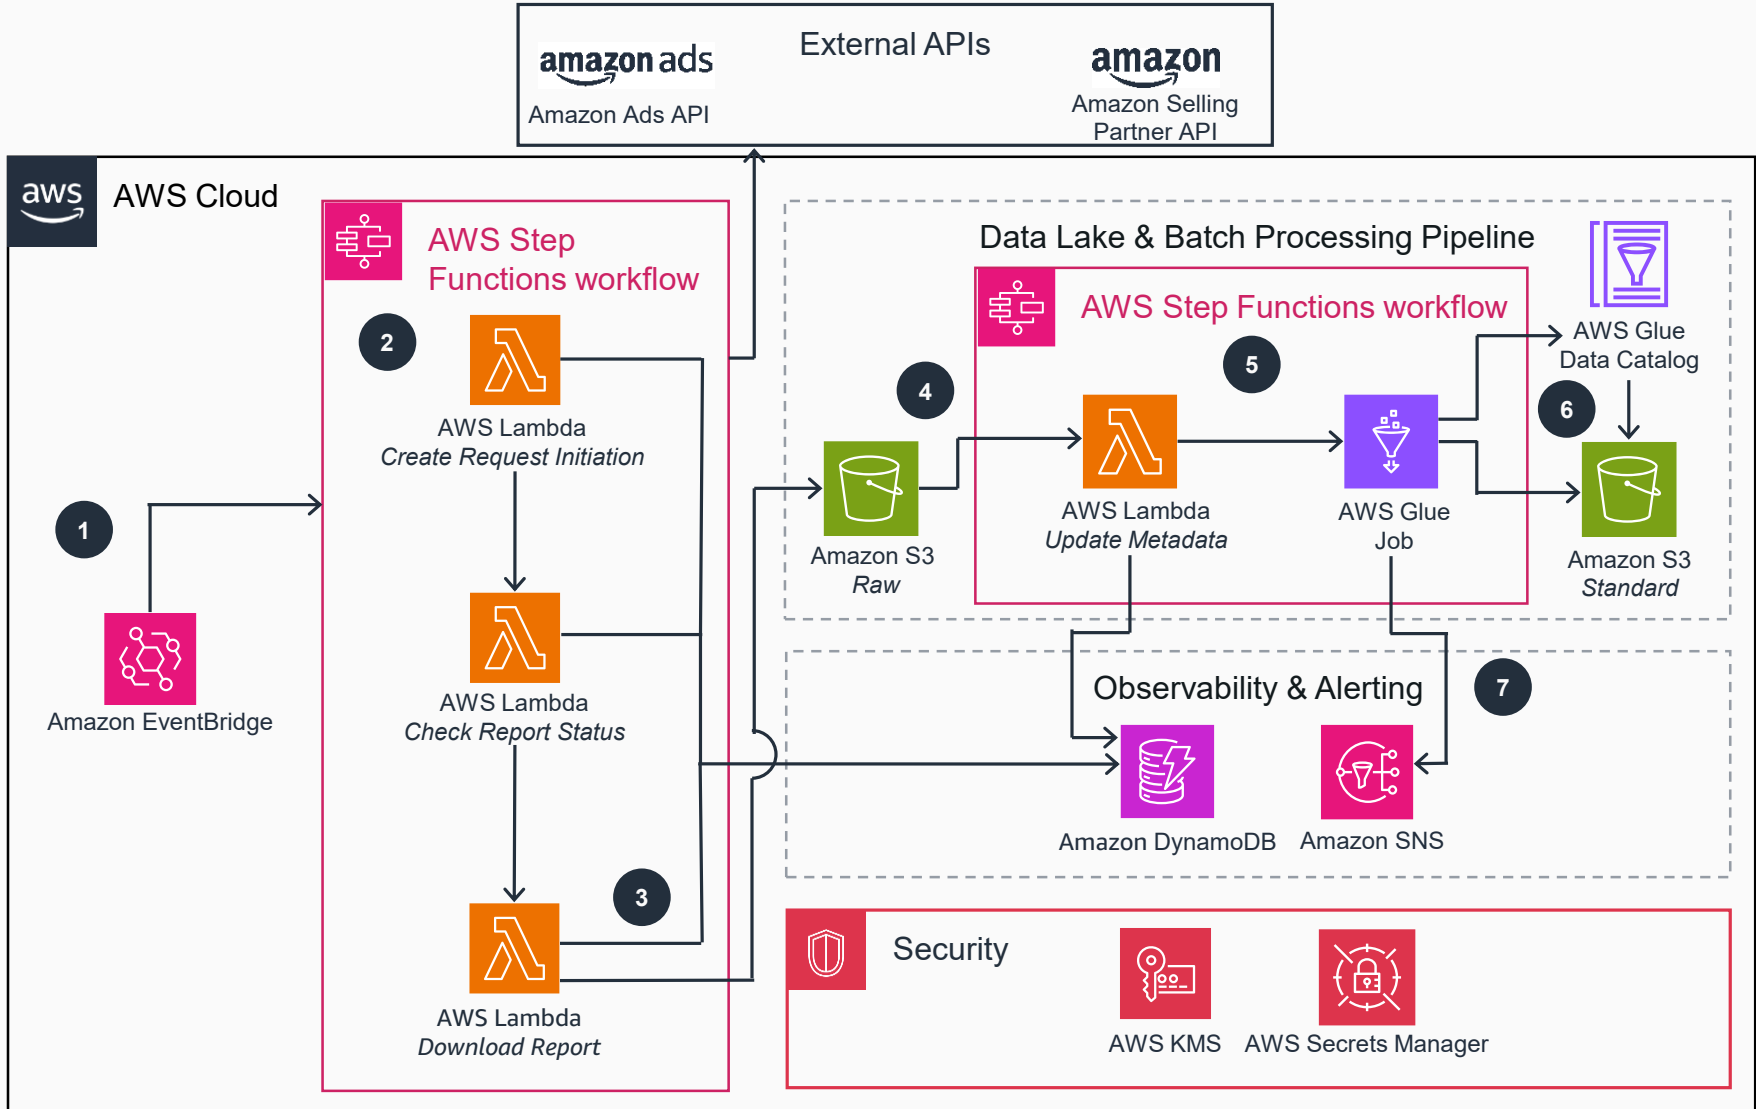 External APIs
amazon ads
Amazon Ads API
amazon
Amazon Selling
Partner API
aws
AWS Cloud
AWS Step
Functions workflow
2
AWS Lambda
Create Request Initiation
1
Amazon EventBridge
AWS Lambda
Check Report Status
3
AWS Lambda
Download Report
Data Lake & Batch Processing Pipeline
AWS Step Functions workflow
4
5
6
Amazon S3
Raw
AWS Lambda
Update Metadata
AWS Glue
Job
AWS Glue
Data Catalog
Amazon S3
Standard
Observability & Alerting
7
Amazon DynamoDB
Amazon SNS
Security
AWS KMS
AWS Secrets Manager